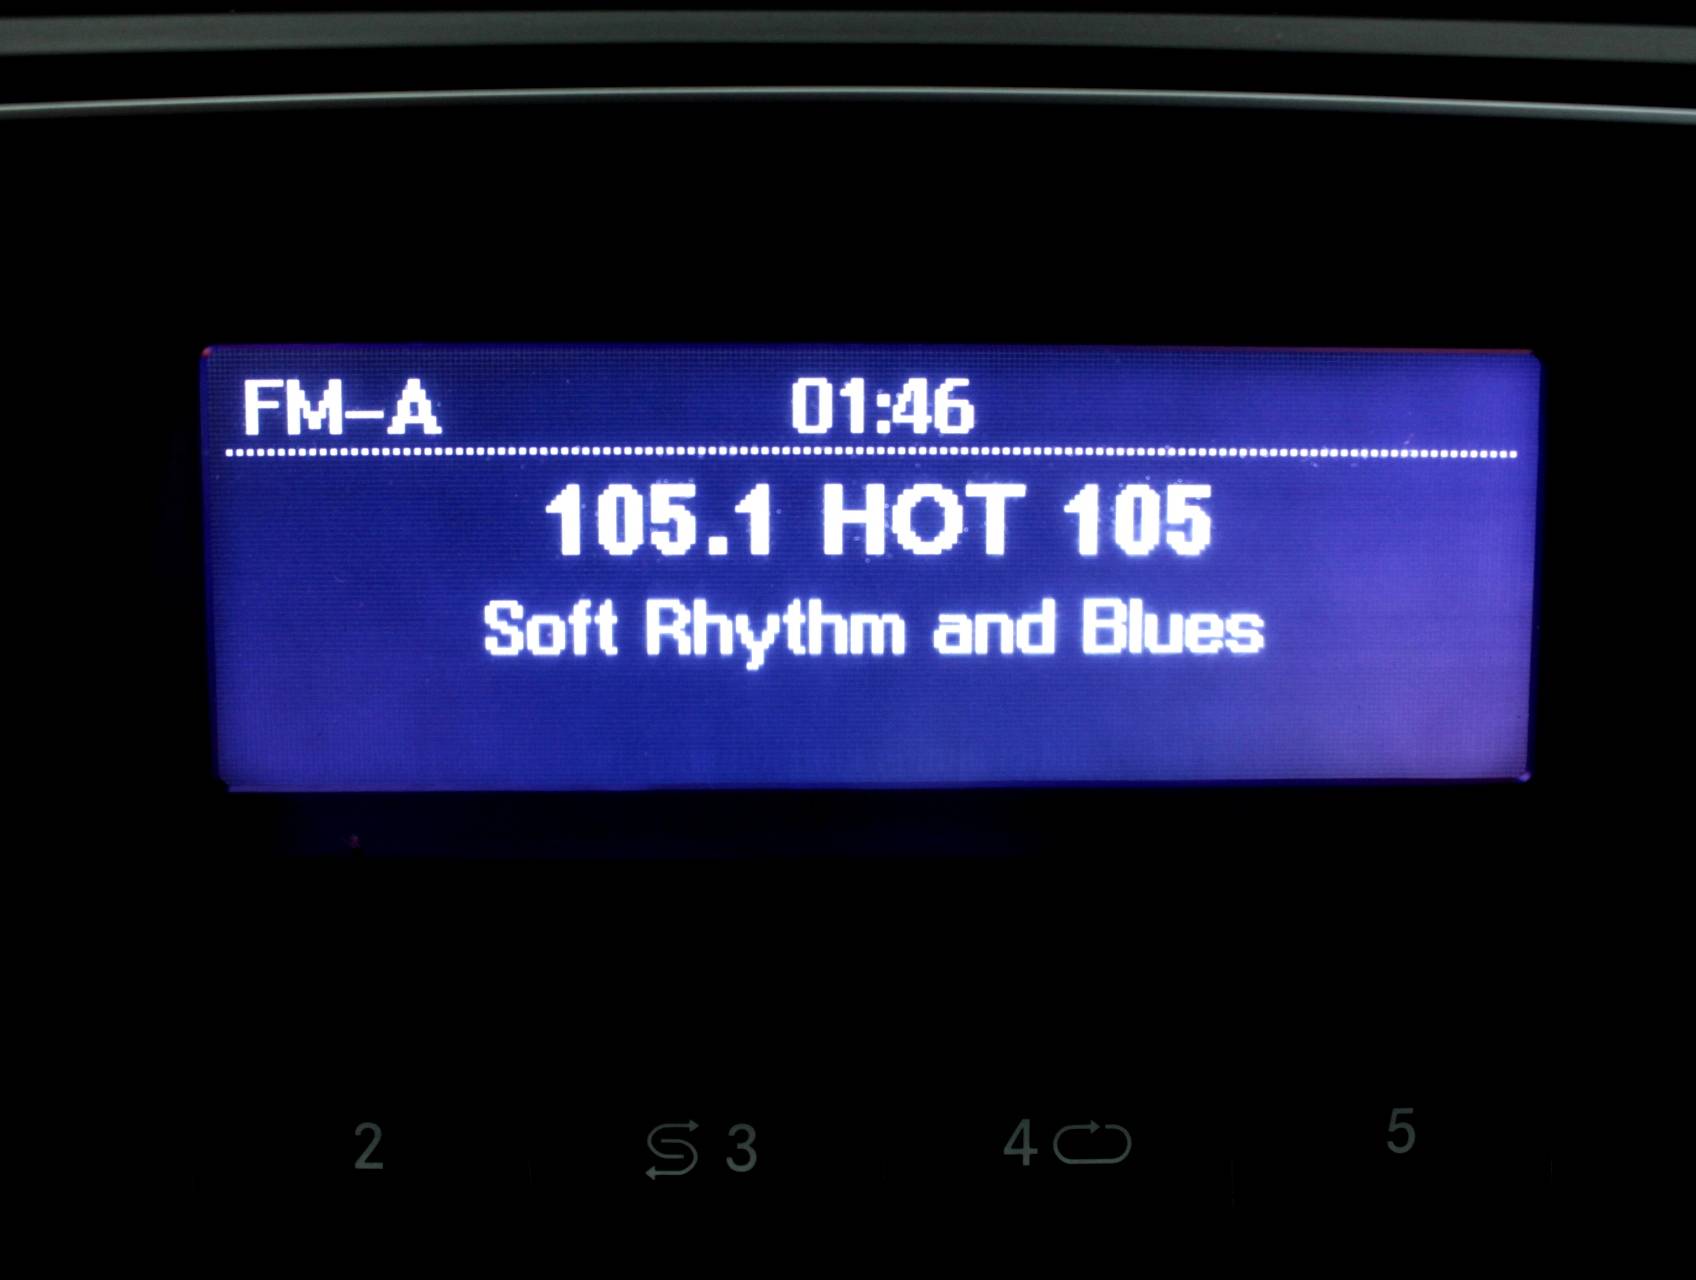 FM-A 01:46
105.1 HOT 105
Soft Rhythm and Blues
2 3 4 5